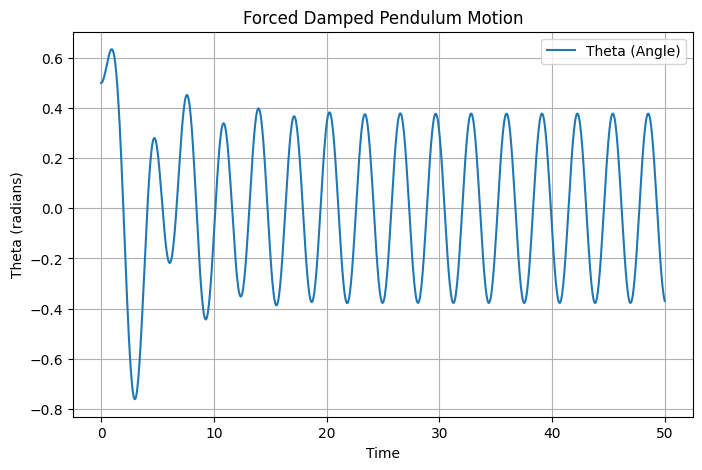 Forced Damped Pendulum Motion
Theta (Angle)
Theta (radians)
0.6
0.4
0.2
0.0
−0.2
−0.4
−0.6
−0.8
0 10 20 30 40 50
Time